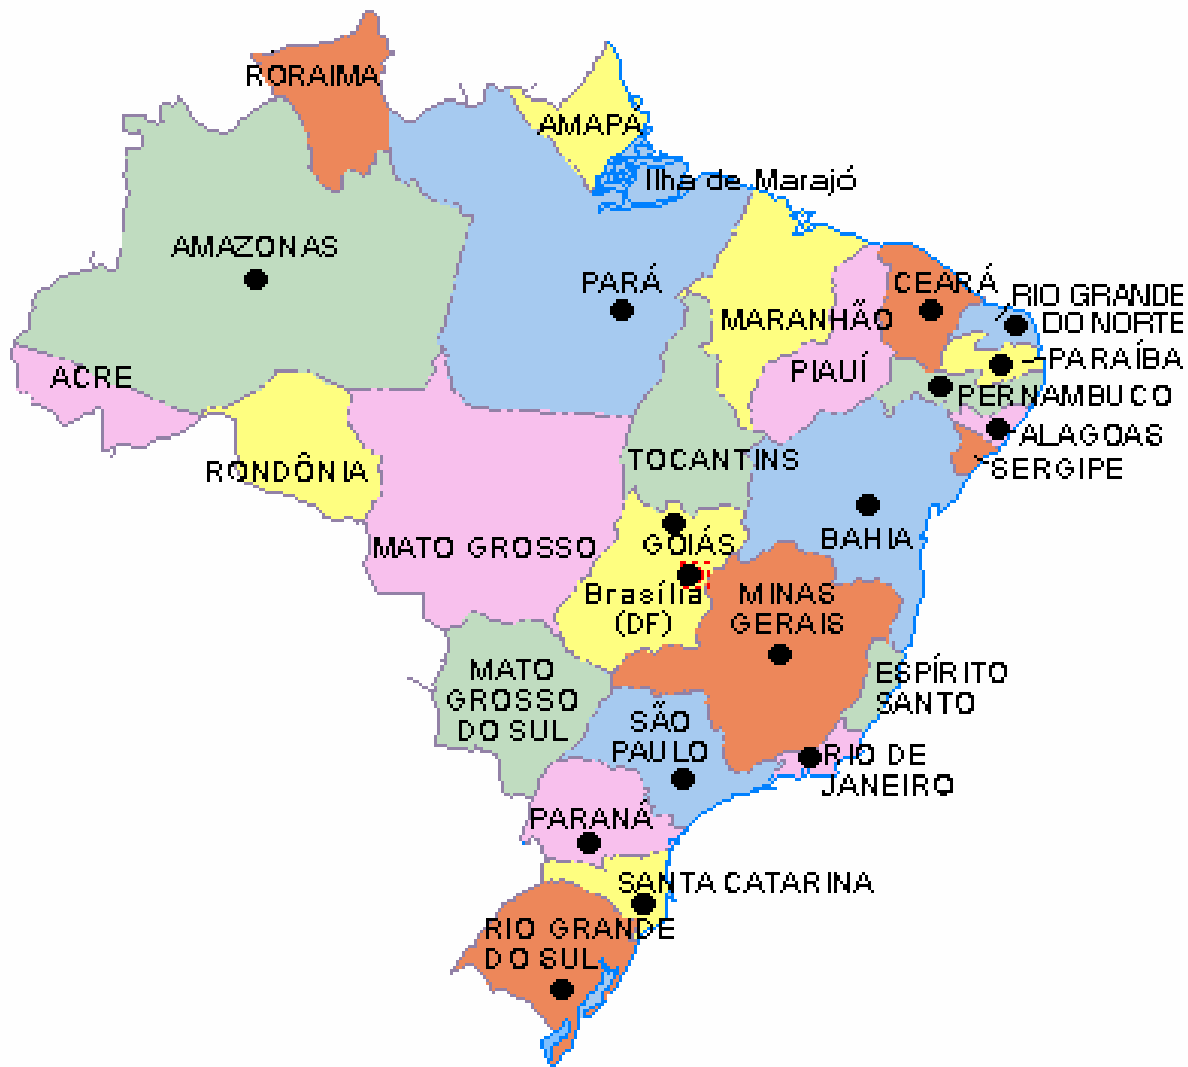 RORAIMA
AMAPÁ
Ilha de Marajó
AMAZONAS
PARÁ
CEARÁ
RIO GRANDE
DO NORTE
MARANHÃO
PARAÍBA
PIAUÍ
ACRE
PERNAMBUCO
ALAGOAS
TOCANTINS
SERGIPE
RONDÔNIA
BAHIA
MATO GROSSO
GOIÁS
Brasília
(DF)
MINAS
GERAIS
MATO
GROSSO
DO SUL
ESPÍRITO
SANTO
SÃO
PAULO
RIO DE
JANEIRO
PARANÁ
SANTA CATARINA
RIO GRANDE
DO SUL